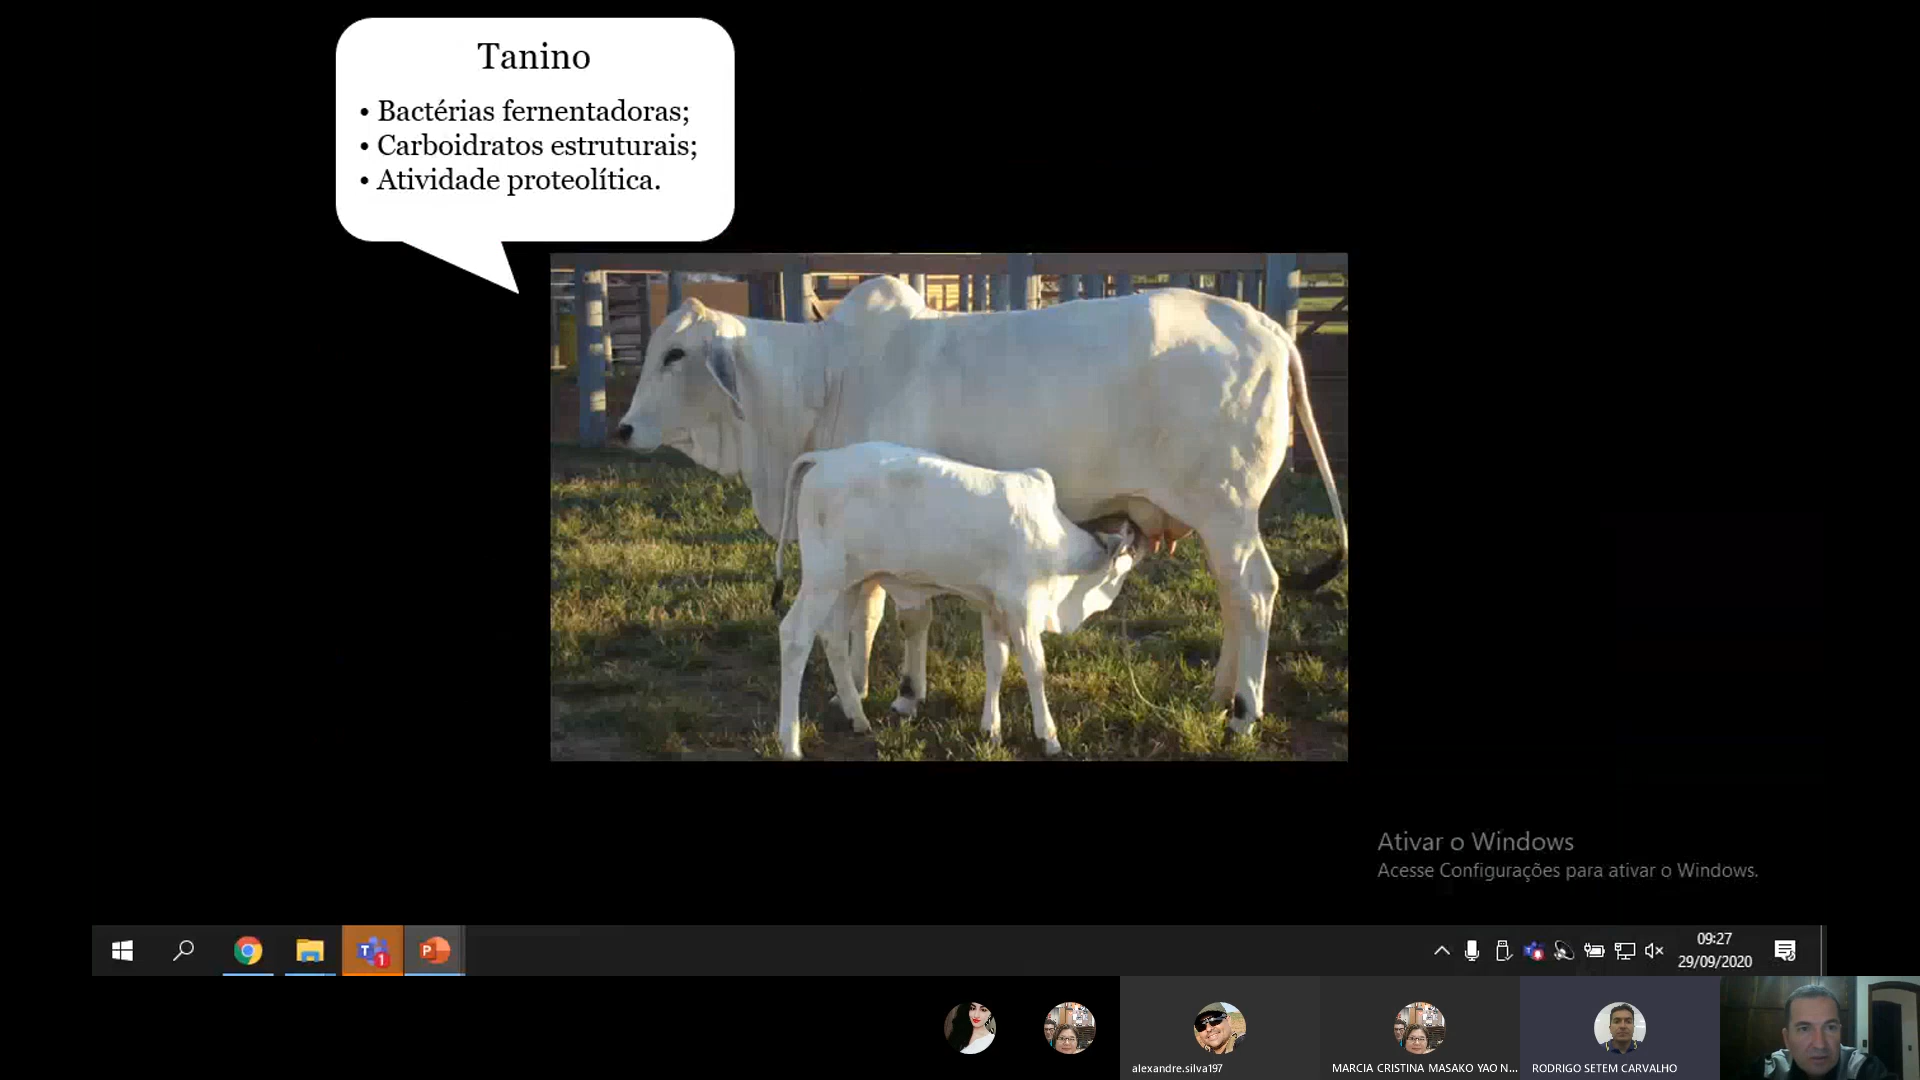 Tanino
• Bactérias fernentadoras;
• Carboidratos estruturais;
• Atividade proteolítica.
Ativar o Windows
Acesse Configurações para ativar o Windows.
T 1
P
09:27
29/09/2020
alexandre.silva197
MARCIA CRISTINA MASAKO YAO N...
RODRIGO SETEM CARVALHO